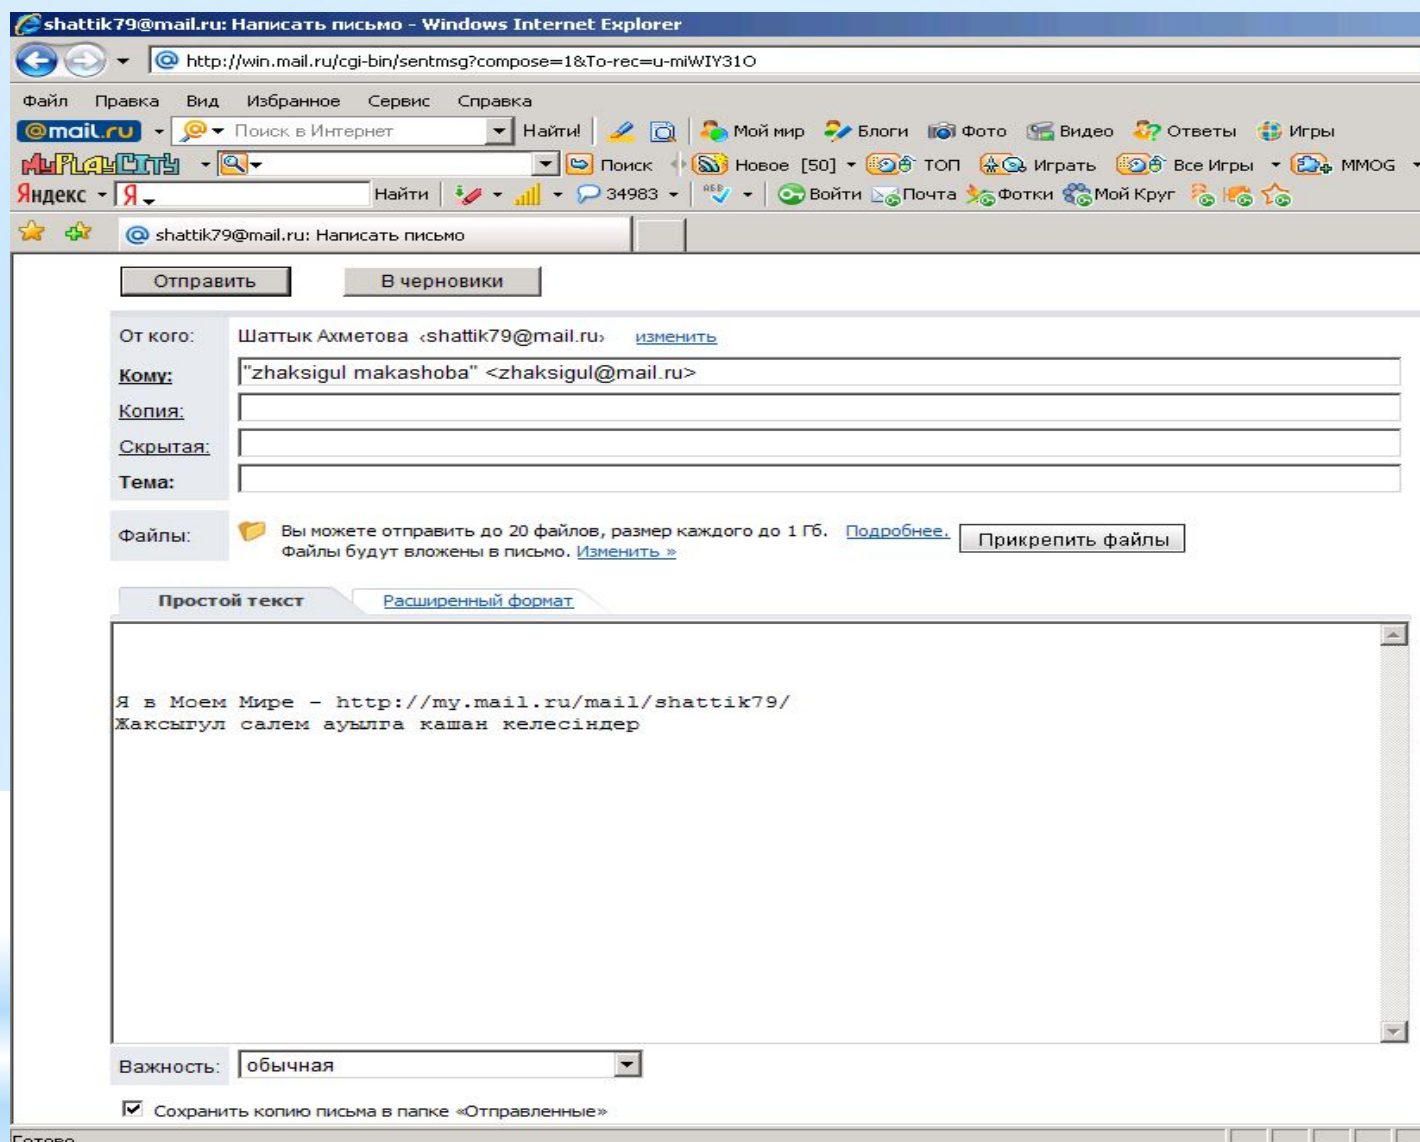 shattik79@mail.ru: Написать письмо - Windows Internet Explorer
http://win.mail.ru/cgi-bin/sentmsg?compose=1&To-rec=u-miWIY31O
Файл Правка Вид Избранное Сервис Справка
@mail.ru Поиск в Интернет Найти! Мой мир Блоги Фото Видео Ответы Игры
MyPlayCity Поиск Новое [50] ТОП Играть Все Игры MMOG
Яндекс Я Найти 34983 Войти Почта Фотки Мой Круг
shattik79@mail.ru: Написать письмо
Отправить В черновики
От кого: Шаттык Ахметова <shattik79@mail.ru> изменить
Кому: "zhaksigul makashoba" <zhaksigul@mail.ru>
Копия:
Скрытая:
Тема:
Файлы: Вы можете отправить до 20 файлов, размер каждого до 1 Гб. Подробнее. Прикрепить файлы
Файлы будут вложены в письмо. Изменить »
Простой текст Расширенный формат
Я в Моем Мире - http://my.mail.ru/mail/shattik79/
Жаксыгул салем ауылга кашан келесіндер
Важность: обычная
Сохранить копию письма в папке «Отправленные»
Готово